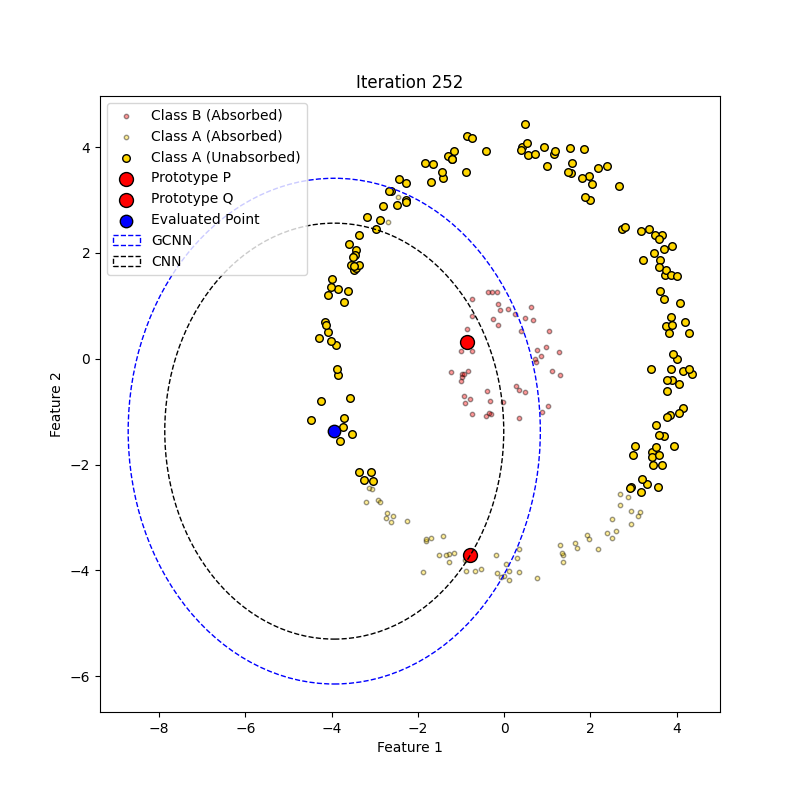 Iteration 252
Class B (Absorbed)
Class A (Absorbed)
Class A (Unabsorbed)
Prototype P
Prototype Q
Evaluated Point
GCNN
CNN
Feature 2
4
2
0
−2
−4
−6
−8
−6
−4
−2
0
2
4
Feature 1